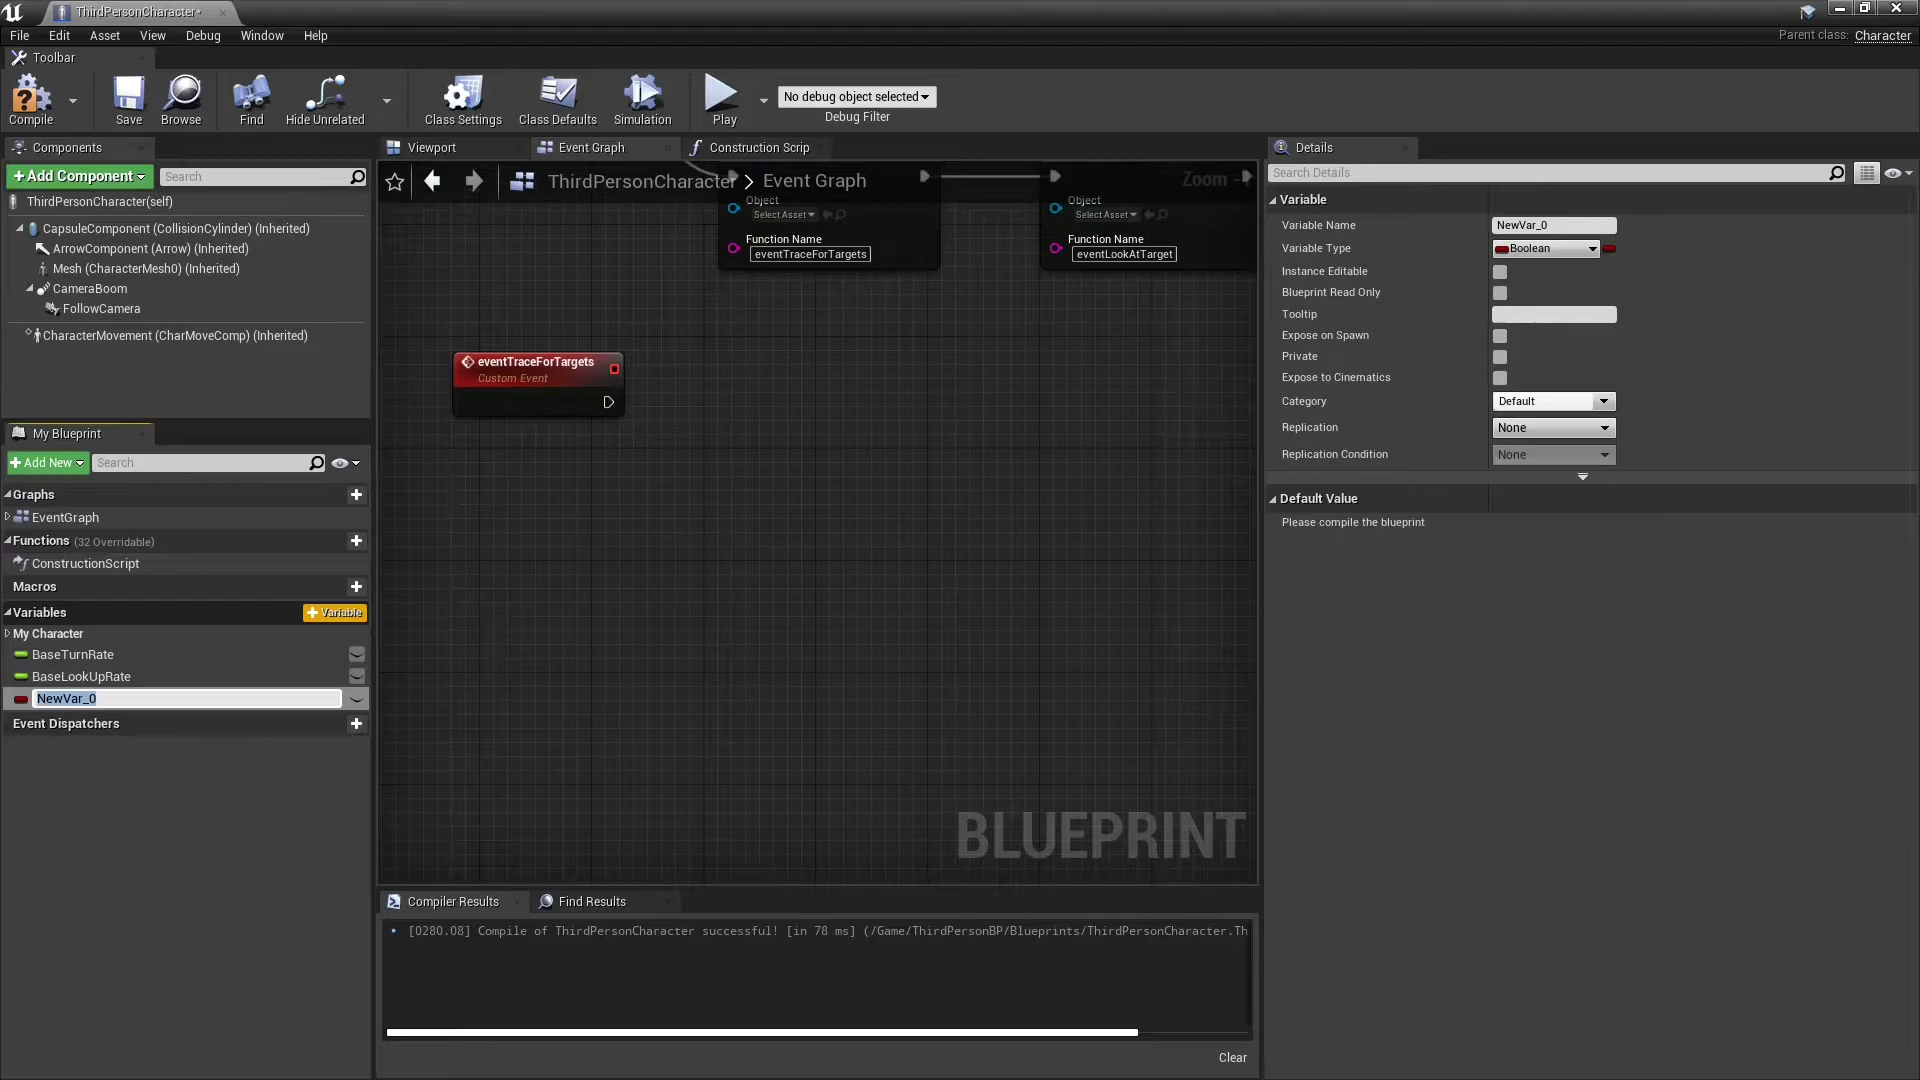 ThirdPersonCharacter*
File Edit Asset View Debug Window Help
Parent class: Character
Toolbar
Compile
Save
Browse
Find
Hide Unrelated
Class Settings
Class Defaults
Simulation
Play
No debug object selected
Debug Filter
Components
+Add Component
Search
ThirdPersonCharacter(self)
CapsuleComponent (CollisionCylinder) (Inherited)
ArrowComponent (Arrow) (Inherited)
Mesh (CharacterMesh0) (Inherited)
CameraBoom
FollowCamera
CharacterMovement (CharMoveComp) (Inherited)
My Blueprint
+Add New
Search
Graphs
EventGraph
Functions (32 Overridable)
ConstructionScript
Macros
Variables
+ Variable
My Character
BaseTurnRate
BaseLookUpRate
NewVar_0
Event Dispatchers
Viewport
Event Graph
Construction Scrip
ThirdPersonCharacter > Event Graph
Zoom -
Object
Select Asset
Function Name
eventTraceForTargets
Object
Select Asset
Function Name
eventLookAtTarget
eventTraceForTargets
Custom Event
BLUEPRINT
Compiler Results
Find Results
[0280.08] Compile of ThirdPersonCharacter successful! [in 78 ms] (/Game/ThirdPersonBP/Blueprints/ThirdPersonCharacter.Th
Clear
Details
Search Details
Variable
Variable Name NewVar_0
Variable Type Boolean
Instance Editable
Blueprint Read Only
Tooltip
Expose on Spawn
Private
Expose to Cinematics
Category Default
Replication None
Replication Condition None
Default Value
Please compile the blueprint